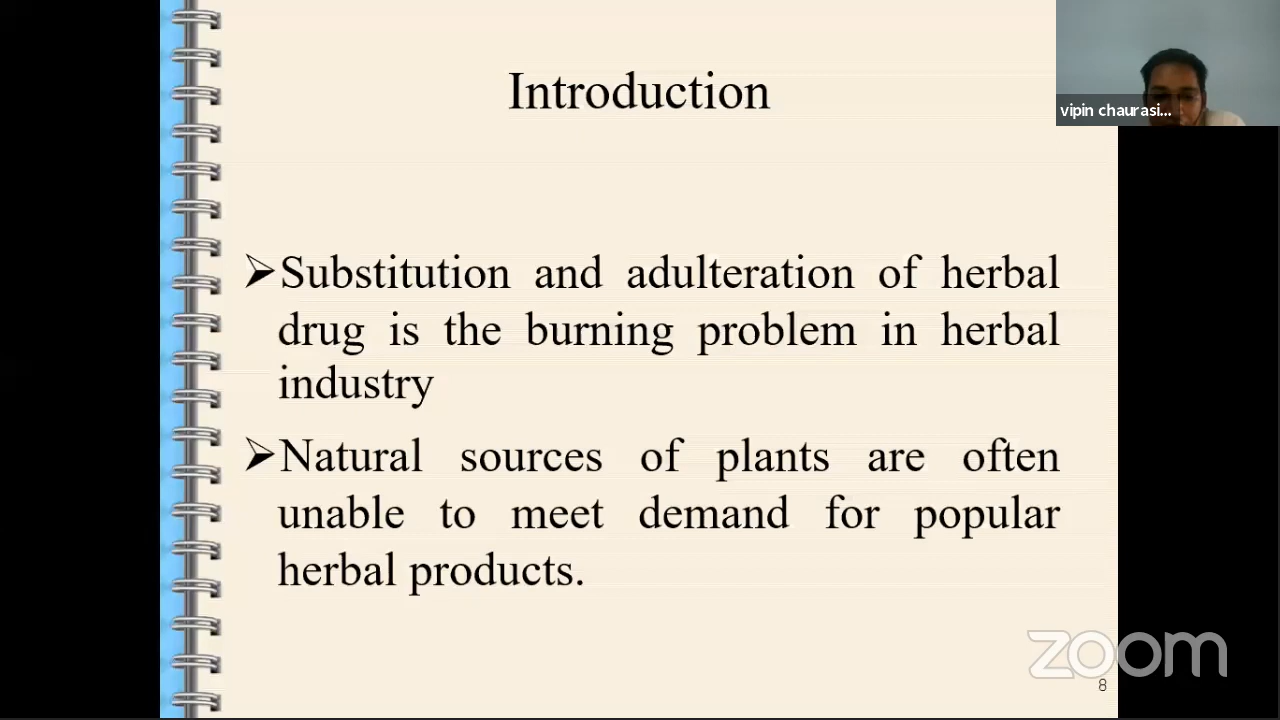 Introduction
vipin chaurasi...
➢Substitution and adulteration of herbal
drug is the burning problem in herbal
industry
➢Natural sources of plants are often
unable to meet demand for popular
herbal products.
zoom
8